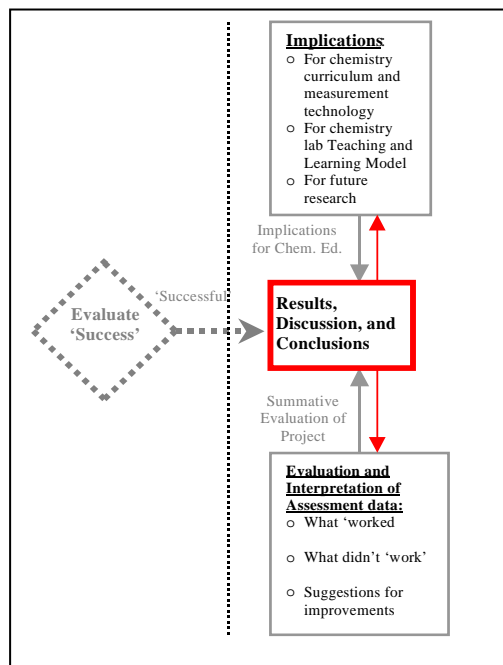 Implications:
o For chemistry
curriculum and
measurement
technology
o For chemistry
lab Teaching and
Learning Model
o For future
research
Implications
for Chem. Ed.
'Successful'
Evaluate
'Success'
Results,
Discussion, and
Conclusions
Summative
Evaluation of
Project
Evaluation and
Interpretation of
Assessment data:
o What 'worked
o What didn't 'work'
o Suggestions for
improvements